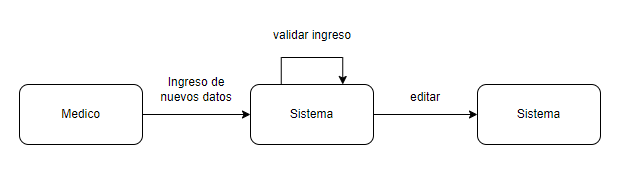 validar ingreso
Ingreso de
nuevos datos
editar
Medico
Sistema
Sistema